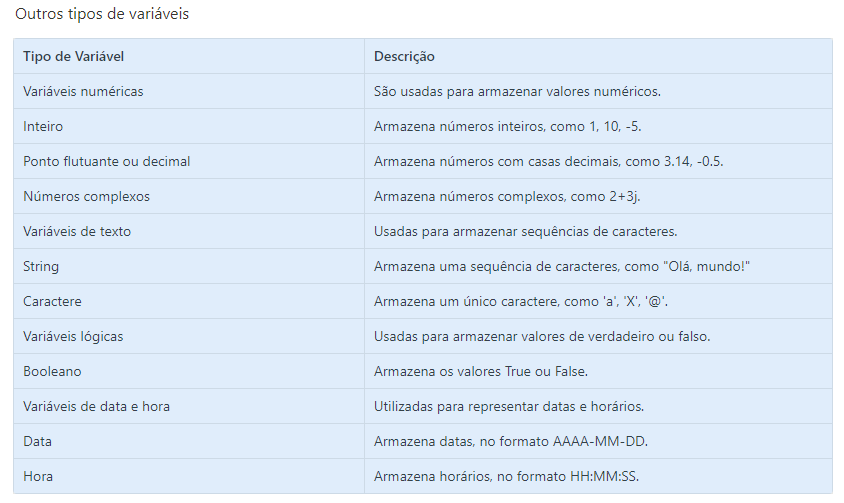 Outros tipos de variáveis
Tipo de Variável Descrição
Variáveis numéricas São usadas para armazenar valores numéricos.
Inteiro Armazena números inteiros, como 1, 10, -5.
Ponto flutuante ou decimal Armazena números com casas decimais, como 3.14, -0.5.
Números complexos Armazena números complexos, como 2+3j.
Variáveis de texto Usadas para armazenar sequências de caracteres.
String Armazena uma sequência de caracteres, como "Olá, mundo!"
Caractere Armazena um único caractere, como 'a', 'X', '@'.
Variáveis lógicas Usadas para armazenar valores de verdadeiro ou falso.
Booleano Armazena os valores True ou False.
Variáveis de data e hora Utilizadas para representar datas e horários.
Data Armazena datas, no formato AAAA-MM-DD.
Hora Armazena horários, no formato HH:MM:SS.